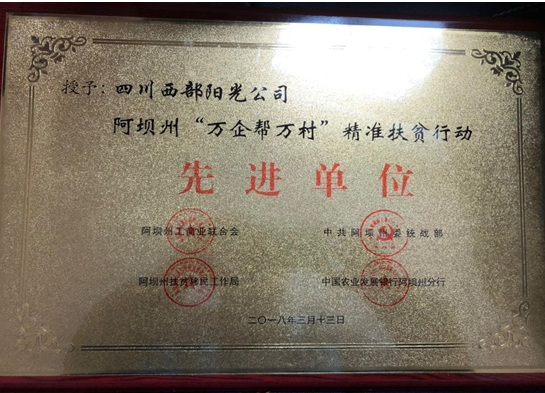 授予：四川西部阳光公司
阿坝州“万企帮万村”精准扶贫行动
先进单位
阿坝州工商业联合会
中共阿坝州委统战部
阿坝州扶贫移民工作局
中国农业发展银行阿坝州分行
二〇一八年三月十三日